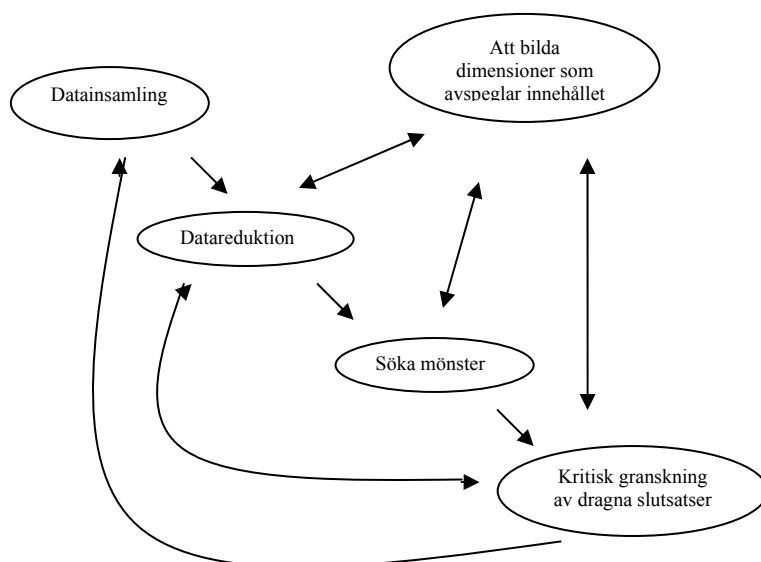 Att bilda
dimensioner som
avspeglar innehållet
Datainsamling
Datareduktion
Söka mönster
Kritisk granskning
av dragna slutsatser